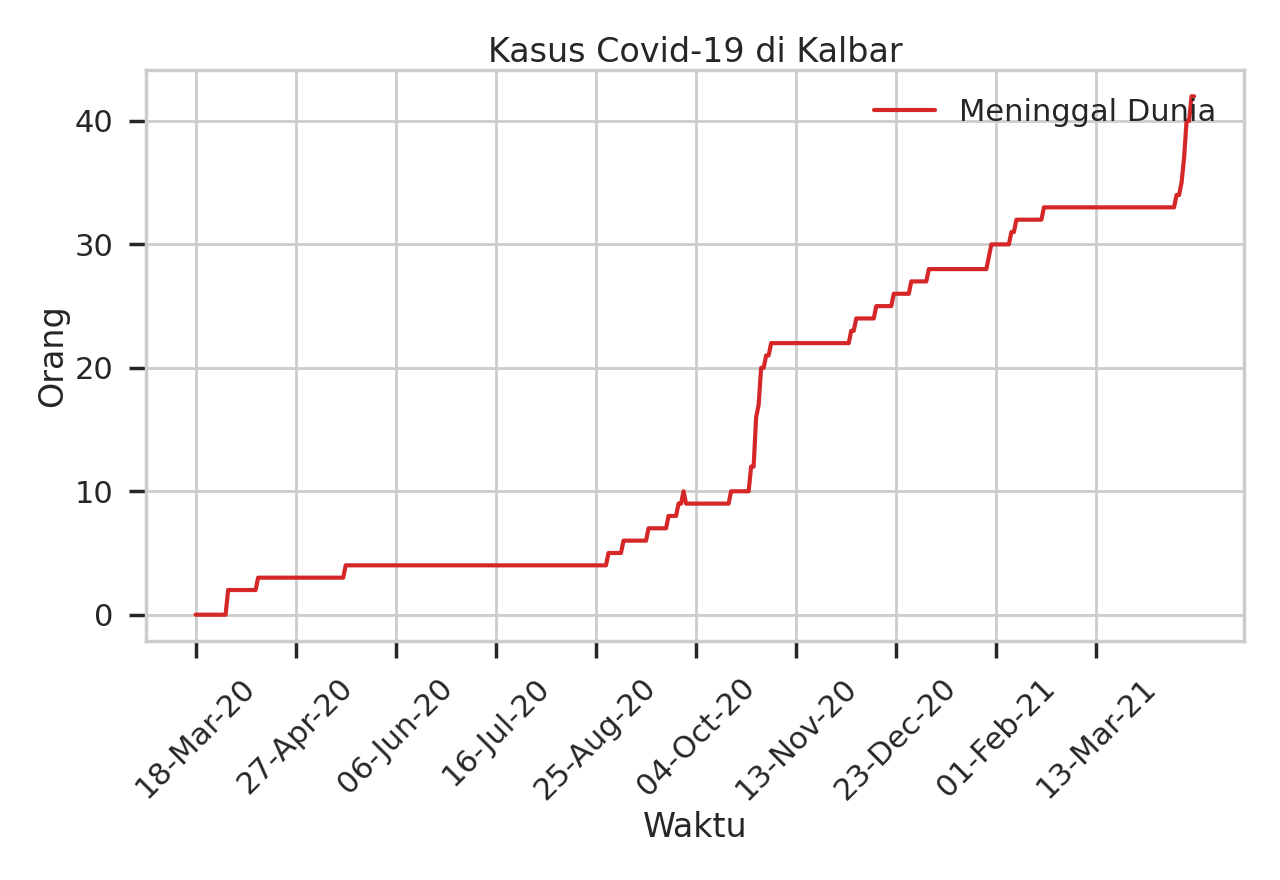 Kasus Covid-19 di Kalbar
Meninggal Dunia
Orang
40
30
20
10
0
18-Mar-20
27-Apr-20
06-Jun-20
16-Jul-20
25-Aug-20
04-Oct-20
13-Nov-20
23-Dec-20
01-Feb-21
13-Mar-21
Waktu